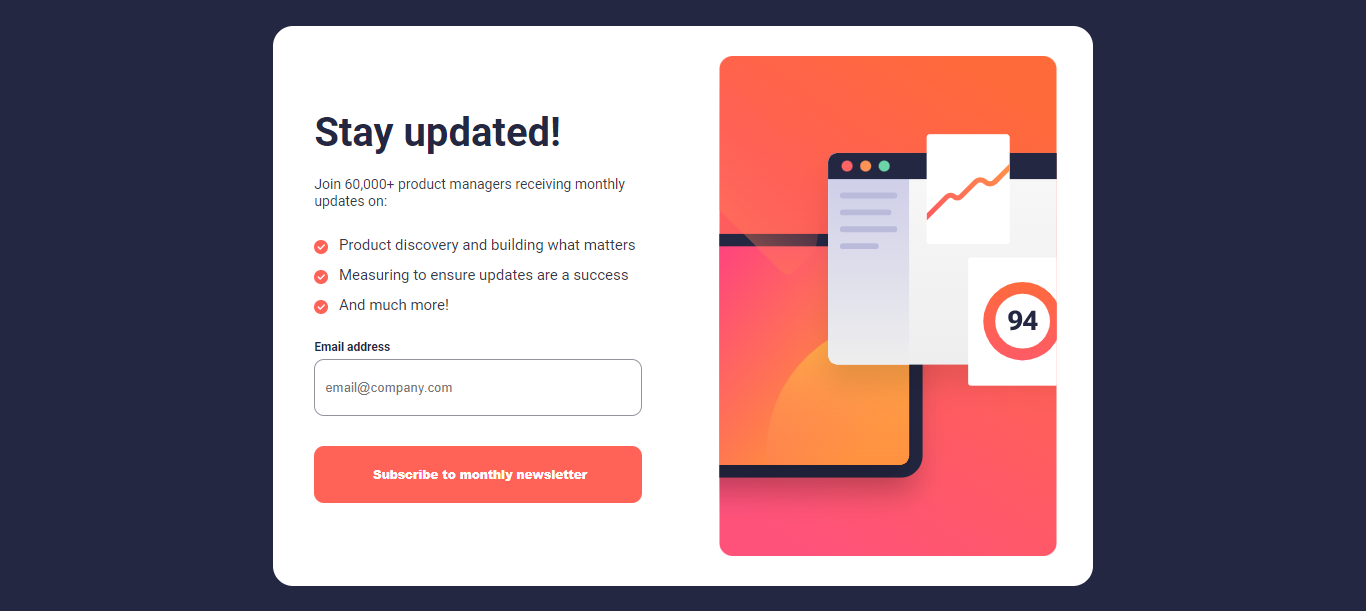 Stay updated!
Join 60,000+ product managers receiving monthly
updates on:
Product discovery and building what matters
Measuring to ensure updates are a success
And much more!
Email address
email@company.com
Subscribe to monthly newsletter
94